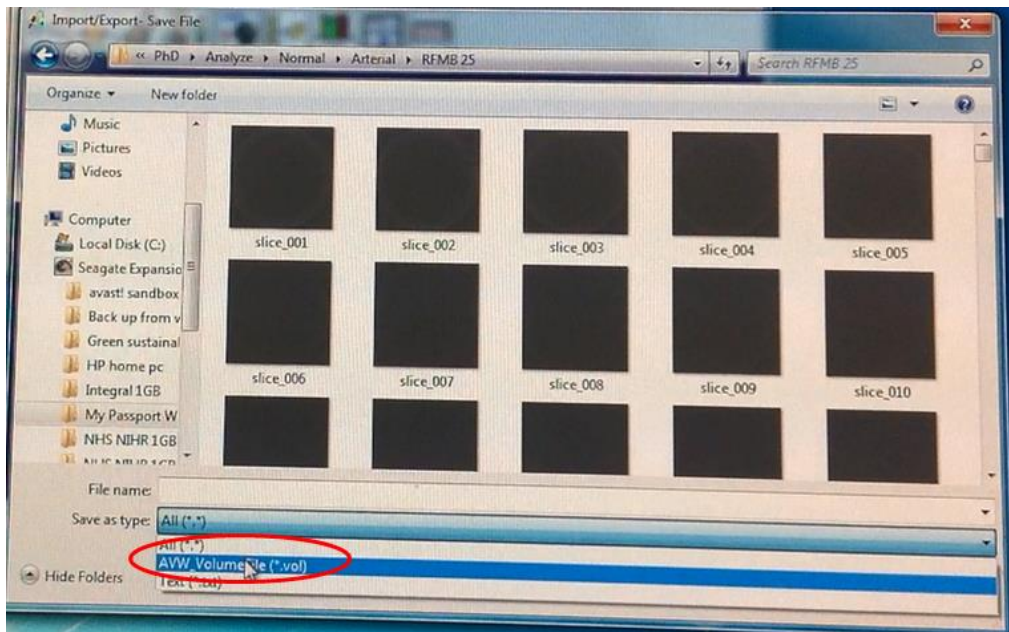 Import/Export- Save File
« PhD ▸ Analyze ▸ Normal ▸ Arterial ▸ RFMB 25
Search RFMB 25
Organize
New folder
Music
Pictures
Videos
Computer
Local Disk (C:)
Seagate Expansio
avast! sandbox
Back up from v
Green sustainal
HP home pc
Integral 1GB
My Passport W
NHS NIHR 1GB
slice_001
slice_002
slice_003
slice_004
slice_005
slice_006
slice_007
slice_008
slice_009
slice_010
File name:
Save as type: All (*.*)
All (*.*)
AVW_Volume (*.vol)
Text (*.txt)
Hide Folders